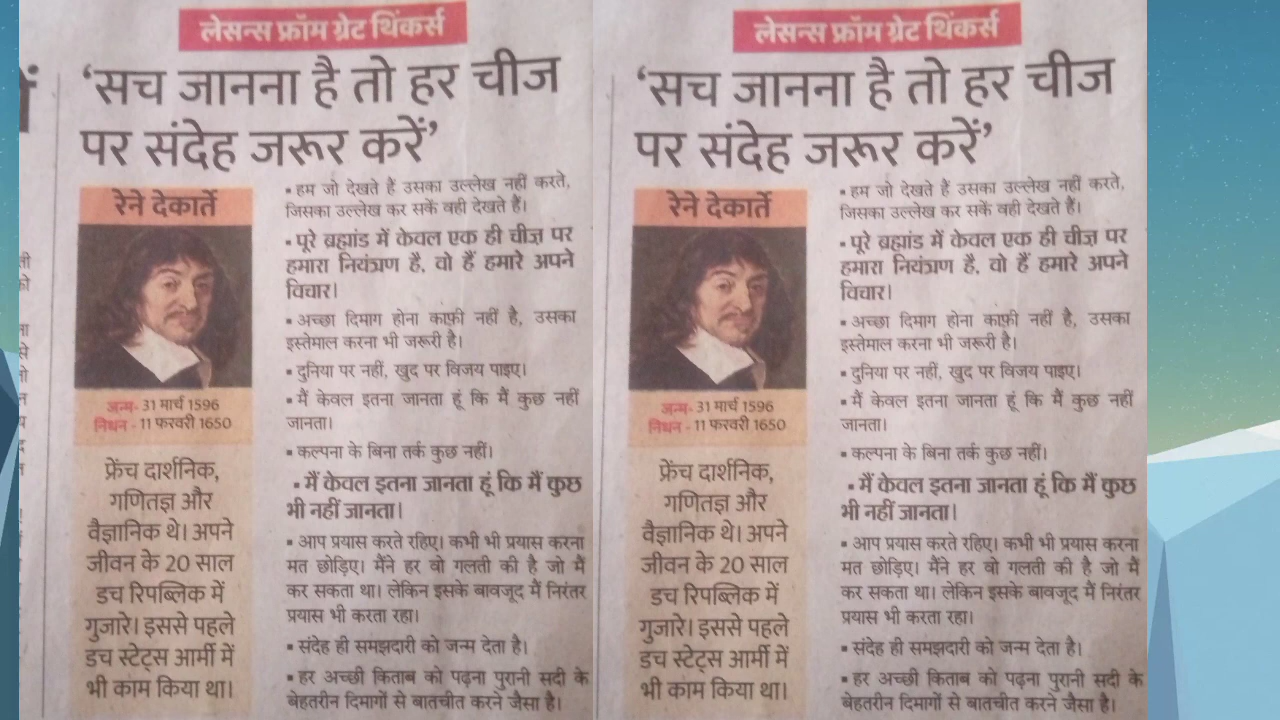 लेसन्स फ्रॉम ग्रेट थिंकर्स
‘सच जानना है तो हर चीज
पर संदेह जरूर करें’
रेने देकार्ते
जन्म- 31 मार्च 1596
निधन - 11 फरवरी 1650
फ्रेंच दार्शनिक,
गणितज्ञ और
वैज्ञानिक थे। अपने
जीवन के 20 साल
डच रिपब्लिक में
गुजारे। इससे पहले
डच स्टेट्स आर्मी में
भी काम किया था।
▪ हम जो देखते हैं उसका उल्लेख नहीं करते,
जिसका उल्लेख कर सकें वही देखते हैं।
▪ पूरे ब्रह्मांड में केवल एक ही चीज़ पर
हमारा नियंत्रण है, वो हैं हमारे अपने
विचार।
▪ अच्छा दिमाग होना काफ़ी नहीं है, उसका
इस्तेमाल करना भी जरूरी है।
▪ दुनिया पर नहीं, खुद पर विजय पाइए।
▪ मैं केवल इतना जानता हूं कि मैं कुछ नहीं
जानता।
▪ कल्पना के बिना तर्क कुछ नहीं।
▪ मैं केवल इतना जानता हूं कि मैं कुछ
भी नहीं जानता।
▪ आप प्रयास करते रहिए। कभी भी प्रयास करना
मत छोड़िए। मैंने हर वो गलती की है जो मैं
कर सकता था। लेकिन इसके बावजूद मैं निरंतर
प्रयास भी करता रहा।
▪ संदेह ही समझदारी को जन्म देता है।
▪ हर अच्छी किताब को पढ़ना पुरानी सदी के
बेहतरीन दिमागों से बातचीत करने जैसा है।
लेसन्स फ्रॉम ग्रेट थिंकर्स
‘सच जानना है तो हर चीज
पर संदेह जरूर करें’
रेने देकार्ते
जन्म- 31 मार्च 1596
निधन - 11 फरवरी 1650
फ्रेंच दार्शनिक,
गणितज्ञ और
वैज्ञानिक थे। अपने
जीवन के 20 साल
डच रिपब्लिक में
गुजारे। इससे पहले
डच स्टेट्स आर्मी में
भी काम किया था।
▪ हम जो देखते हैं उसका उल्लेख नहीं करते,
जिसका उल्लेख कर सकें वही देखते हैं।
▪ पूरे ब्रह्मांड में केवल एक ही चीज़ पर
हमारा नियंत्रण है, वो हैं हमारे अपने
विचार।
▪ अच्छा दिमाग होना काफ़ी नहीं है, उसका
इस्तेमाल करना भी जरूरी है।
▪ दुनिया पर नहीं, खुद पर विजय पाइए।
▪ मैं केवल इतना जानता हूं कि मैं कुछ नहीं
जानता।
▪ कल्पना के बिना तर्क कुछ नहीं।
▪ मैं केवल इतना जानता हूं कि मैं कुछ
भी नहीं जानता।
▪ आप प्रयास करते रहिए। कभी भी प्रयास करना
मत छोड़िए। मैंने हर वो गलती की है जो मैं
कर सकता था। लेकिन इसके बावजूद मैं निरंतर
प्रयास भी करता रहा।
▪ संदेह ही समझदारी को जन्म देता है।
▪ हर अच्छी किताब को पढ़ना पुरानी सदी के
बेहतरीन दिमागों से बातचीत करने जैसा है।